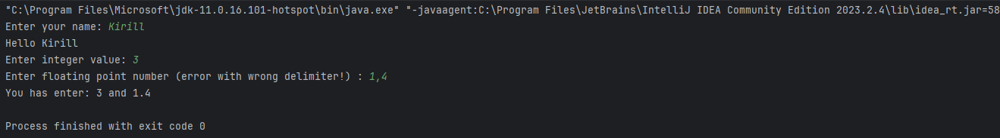 "C:\Program Files\Microsoft\jdk-11.0.16.101-hotspot\bin\java.exe" "-javaagent:C:\Program Files\JetBrains\IntelliJ IDEA Community Edition 2023.2.4\lib\idea_rt.jar=58
Enter your name: Kirill
Hello Kirill
Enter integer value: 3
Enter floating point number (error with wrong delimiter!) : 1,4
You has enter: 3 and 1.4
Process finished with exit code 0